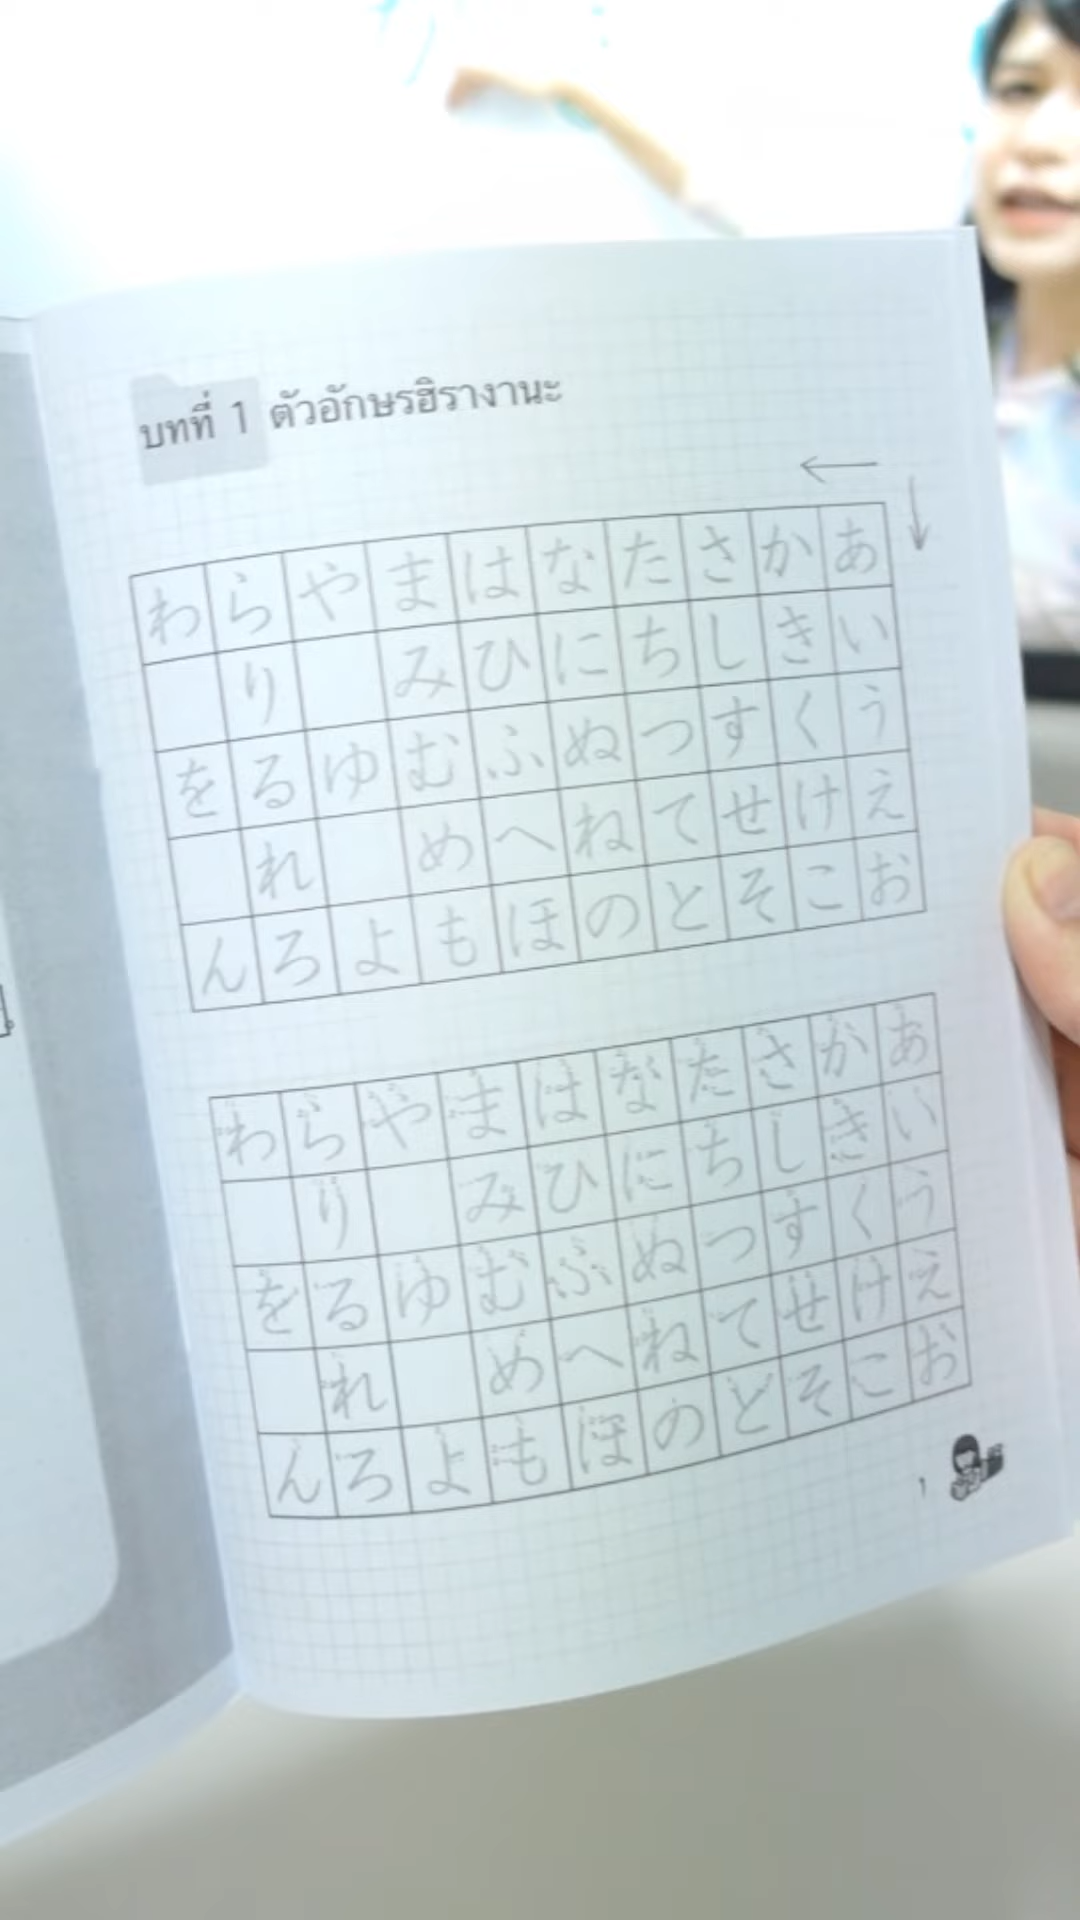 บทที่ 1 ตัวอักษรฮิรางานะ
わ ら や ま は な た さ か あ
り み ひ に ち し き い
を る ゆ む ふ ぬ つ す く う
れ め へ ね て せ け え
ん ろ よ も ほ の と そ こ お
わ ら や ま は な た さ か あ
り み ひ に ち し き い
を る ゆ む ふ ぬ つ す く う
れ め へ ね て せ け え
ん ろ よ も ほ の と そ こ お
1